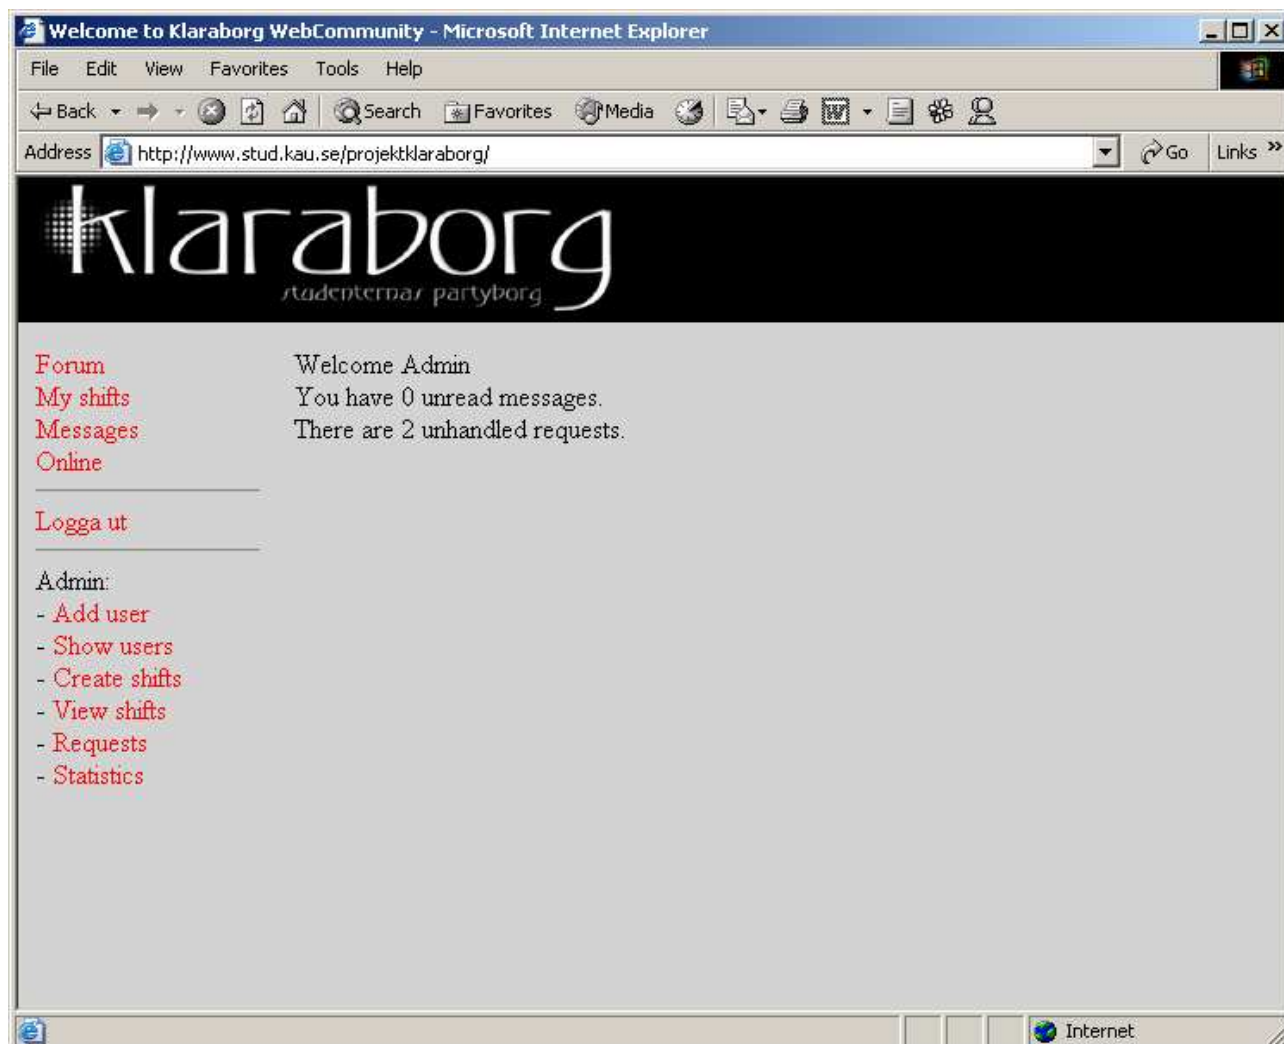 Welcome to Klaraborg WebCommunity - Microsoft Internet Explorer
File Edit View Favorites Tools Help
Back Search Favorites Media
Address http://www.stud.kau.se/projektklaraborg/ Go Links »
klaraborg
studenternas partyborg
Forum
My shifts
Messages
Online
Logga ut
Admin:
- Add user
- Show users
- Create shifts
- View shifts
- Requests
- Statistics
Welcome Admin
You have 0 unread messages.
There are 2 unhandled requests.
Internet